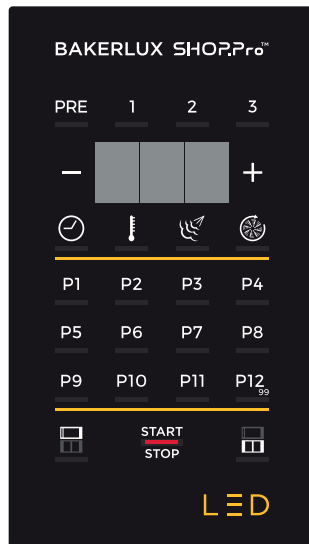 BAKERLUX SHOP.Pro™
PRE 1 2 3
− +
P1 P2 P3 P4
P5 P6 P7 P8
P9 P10 P11 P12
99
START
STOP
LED